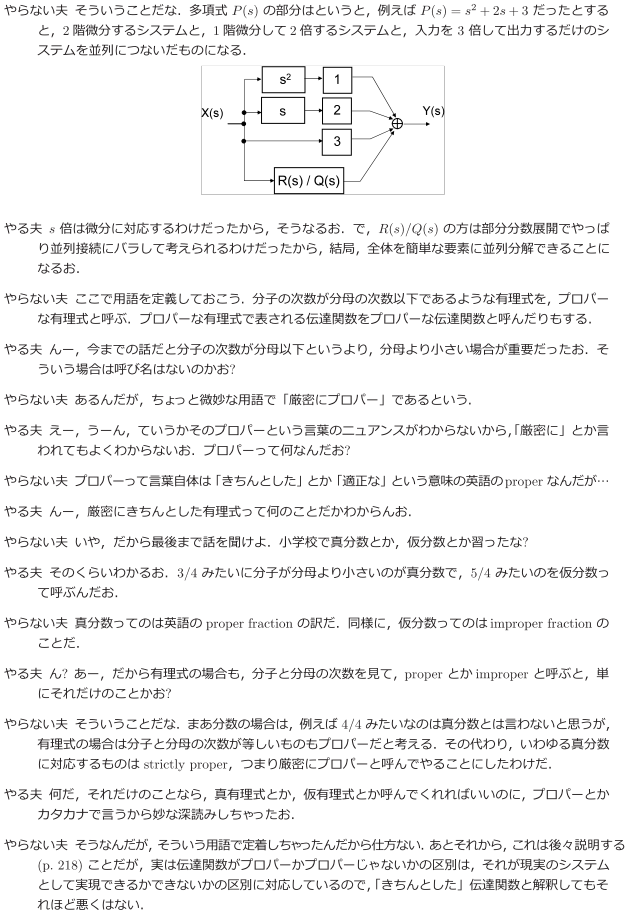 やらない夫 そういうことだな．多項式 P(s) の部分はというと，例えば P(s) = s² + 2s + 3 だったとする
と，2 階微分するシステムと，1 階微分して 2 倍するシステムと，入力を 3 倍して出力するだけのシ
ステムを並列につないだものになる．
s² 1
X(s) s 2 Y(s)
3
R(s) / Q(s)
やる夫 s 倍は微分に対応するわけだったから，そうなるお．で，R(s)/Q(s) の方は部分分数展開でやっぱ
り並列接続にバラして考えられるわけだったから，結局，全体を簡単な要素に並列分解できることに
なるお．
やらない夫 ここで用語を定義しておこう．分子の次数が分母の次数以下であるような有理式を，プロパー
な有理式と呼ぶ．プロパーな有理式で表される伝達関数をプロパーな伝達関数と呼んだりもする．
やる夫 んー，今までの話だと分子の次数が分母以下というより，分母より小さい場合が重要だったお．そ
ういう場合は呼び名はないのかお?
やらない夫 あるんだが，ちょっと微妙な用語で「厳密にプロパー」であるという．
やる夫 えー，うーん，ていうかそのプロパーという言葉のニュアンスがわからないから，「厳密に」とか言
われてもよくわからないお．プロパーって何なんだお?
やらない夫 プロパーって言葉自体は「きちんとした」とか「適正な」という意味の英語の proper なんだが…
やる夫 んー，厳密にきちんとした有理式って何のことだかわからんお．
やらない夫 いや，だから最後まで話を聞けよ．小学校で真分数とか，仮分数とか習ったな?
やる夫 そのくらいわかるお．3/4 みたいに分子が分母より小さいのが真分数で，5/4 みたいのを仮分数っ
て呼ぶんだお．
やらない夫 真分数ってのは英語の proper fraction の訳だ．同様に，仮分数ってのは improper fraction の
ことだ．
やる夫 ん? あー，だから有理式の場合も，分子と分母の次数を見て，proper とか improper と呼ぶと，単
にそれだけのことかお?
やらない夫 そういうことだな．まあ分数の場合は，例えば 4/4 みたいなのは真分数とは言わないと思うが，
有理式の場合は分子と分母の次数が等しいものもプロパーだと考える．その代わり，いわゆる真分数
に対応するものは strictly proper，つまり厳密にプロパーと呼んでやることにしたわけだ．
やる夫 何だ，それだけのことなら，真有理式とか，仮有理式とか呼んでくれればいいのに，プロパーとか
カタカナで言うから妙な深読みしちゃったお．
やらない夫 そうなんだが，そういう用語で定着しちゃったんだから仕方ない．あとそれから，これは後々説明する
(p. 218) ことだが，実は伝達関数がプロパーかプロパーじゃないかの区別は，それが現実のシステム
として実現できるかできないかの区別に対応しているので，「きちんとした」伝達関数と解釈してもそ
れほど悪くはない．